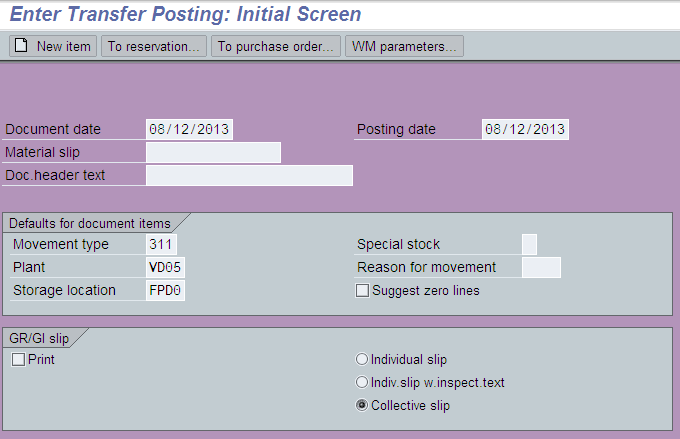 Enter Transfer Posting: Initial Screen
New item To reservation... To purchase order... WM parameters...
Document date 08/12/2013 Posting date 08/12/2013
Material slip
Doc.header text
Defaults for document items
Movement type 311 Special stock
Plant VD05 Reason for movement
Storage location FPD0 Suggest zero lines
GR/GI slip
Print Individual slip
Indiv.slip w.inspect.text
Collective slip